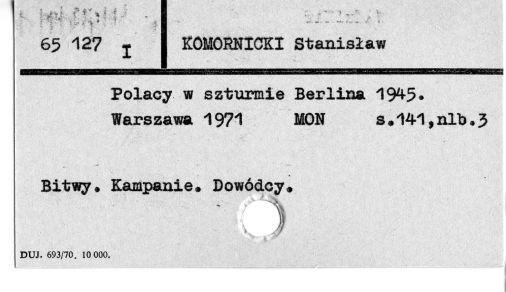 65 127 I KOMORNICKI Stanisław
Polacy w szturmie Berlina 1945.
Warszawa 1971 MON s.141,nlb.3
Bitwy. Kampanie. Dowódcy.
DUJ. 693/70. 10 000.